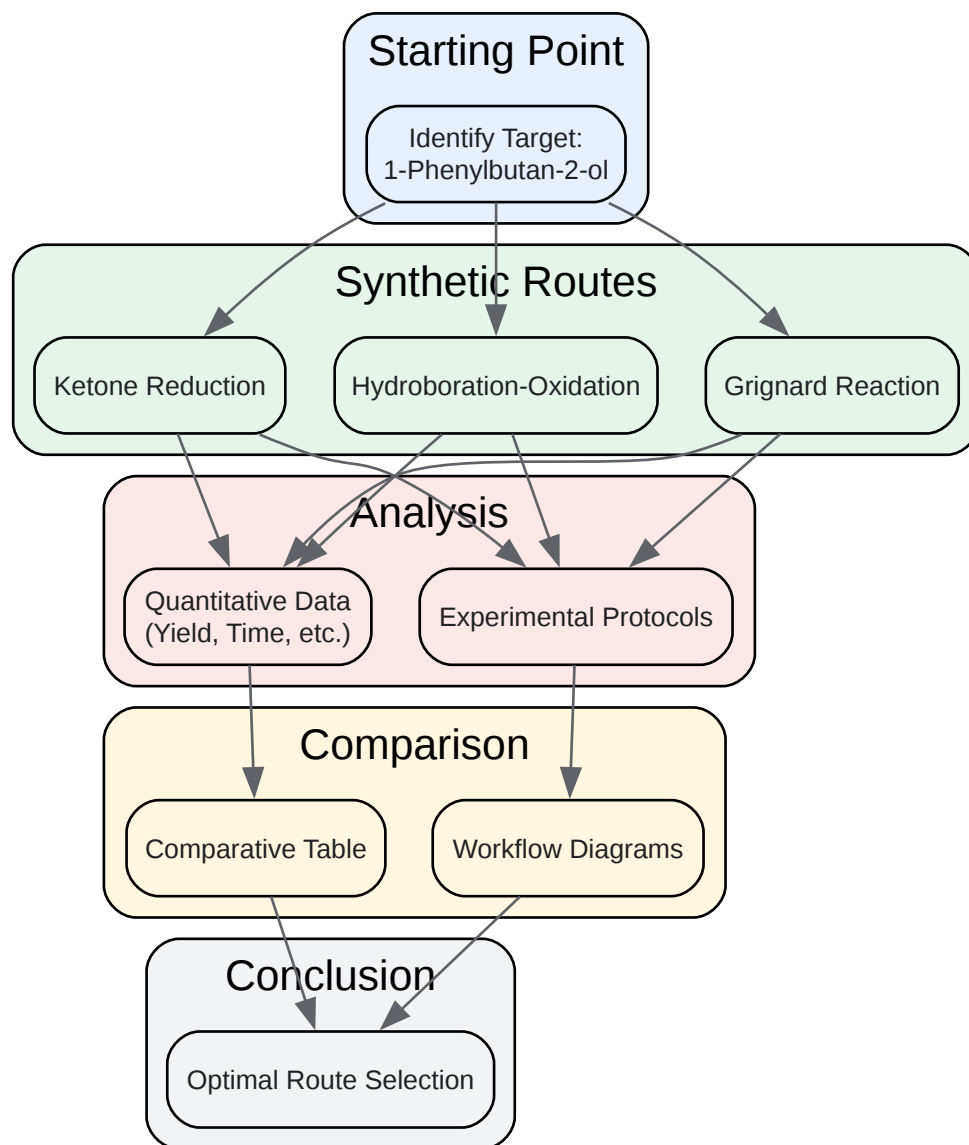 Starting Point
Identify Target:
1-Phenylbutan-2-ol
Synthetic Routes
Ketone Reduction
Hydroboration-Oxidation
Grignard Reaction
Analysis
Quantitative Data
(Yield, Time, etc.)
Experimental Protocols
Comparison
Comparative Table
Workflow Diagrams
Conclusion
Optimal Route Selection